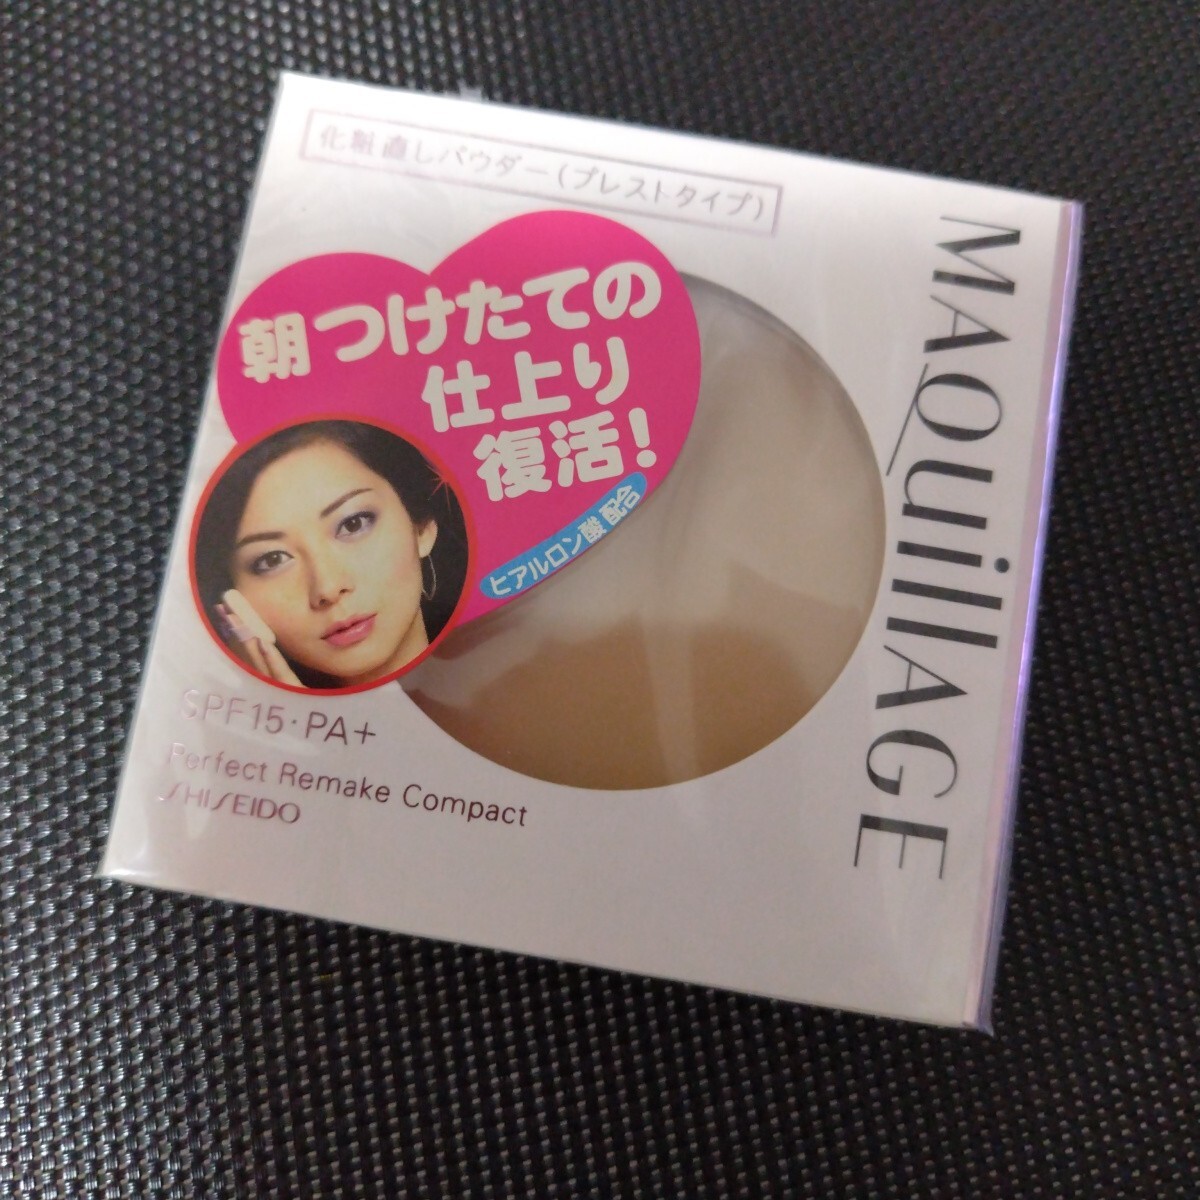 化粧直しパウダー(プレストタイプ)
朝つけたての
仕上り
復活!
ヒアルロン酸 配合
SPF15・PA+
Perfect Remake Compact
SHISEIDO
MAQuillAGE